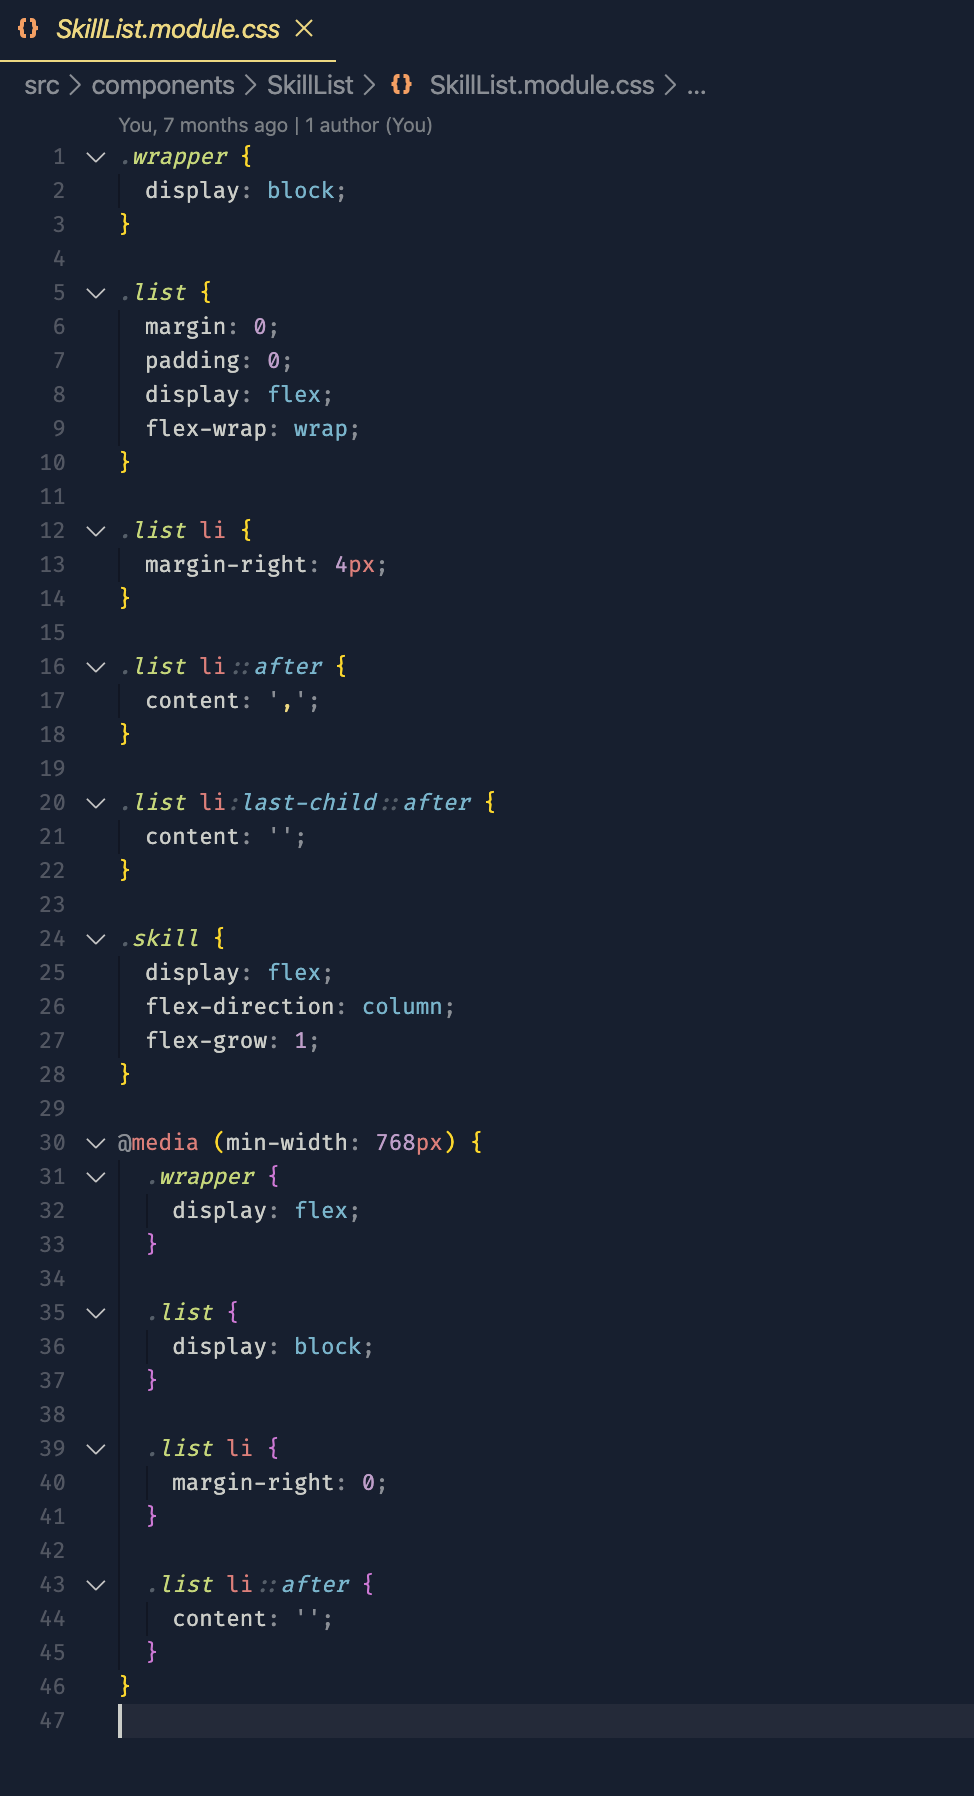 {} SkillList.module.css ×
src > components > SkillList > {} SkillList.module.css > ...
You, 7 months ago | 1 author (You)
1 .wrapper {
2   display: block;
3 }
4
5 .list {
6   margin: 0;
7   padding: 0;
8   display: flex;
9   flex-wrap: wrap;
10 }
11
12 .list li {
13   margin-right: 4px;
14 }
15
16 .list li::after {
17   content: ',';
18 }
19
20 .list li:last-child::after {
21   content: '';
22 }
23
24 .skill {
25   display: flex;
26   flex-direction: column;
27   flex-grow: 1;
28 }
29
30 @media (min-width: 768px) {
31   .wrapper {
32     display: flex;
33   }
34
35   .list {
36     display: block;
37   }
38
39   .list li {
40     margin-right: 0;
41   }
42
43   .list li::after {
44     content: '';
45   }
46 }
47